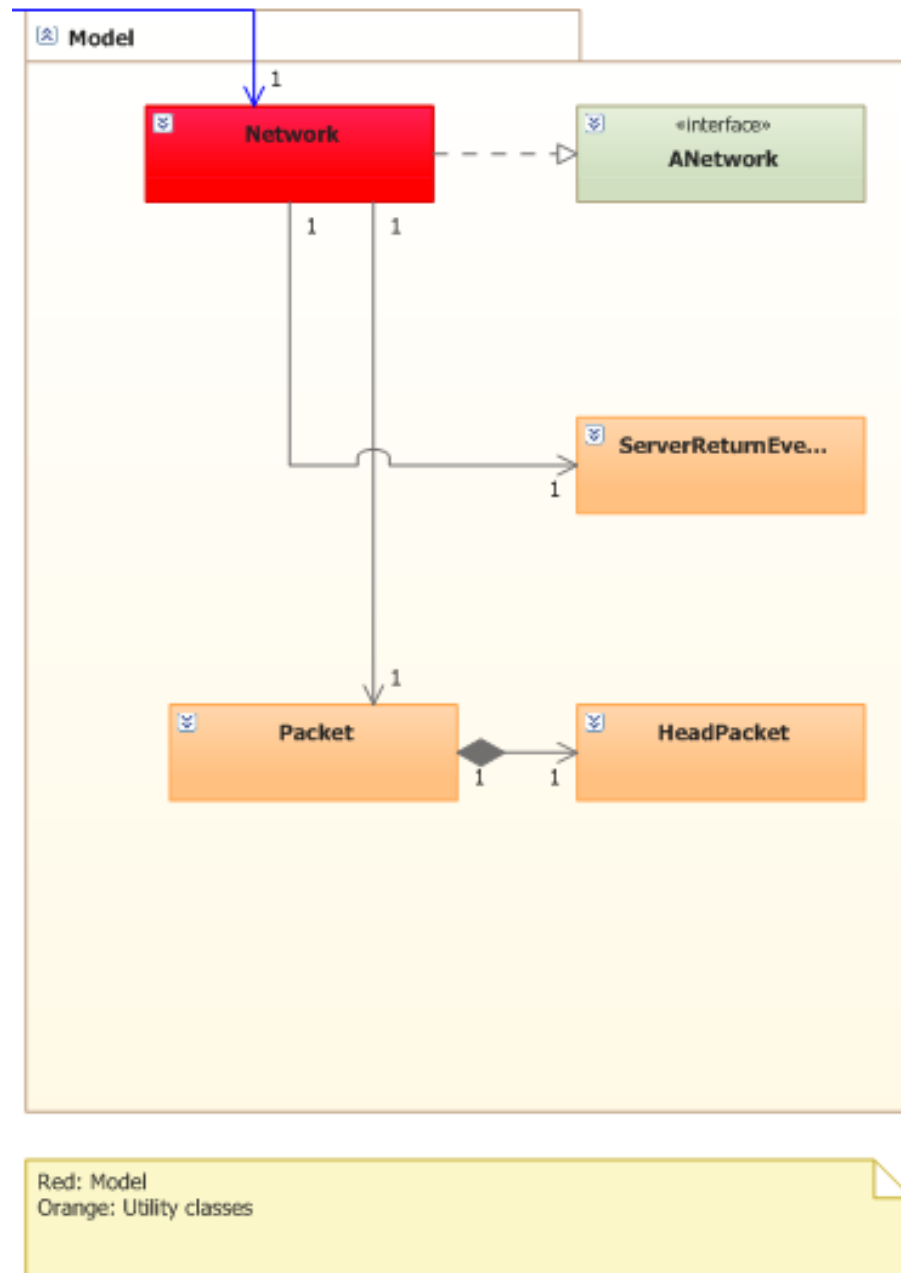 Model
1
Network
«interface»
ANetwork
1
1
ServerReturnEve...
1
1
Packet
HeadPacket
1
1
Red: Model
Orange: Utility classes